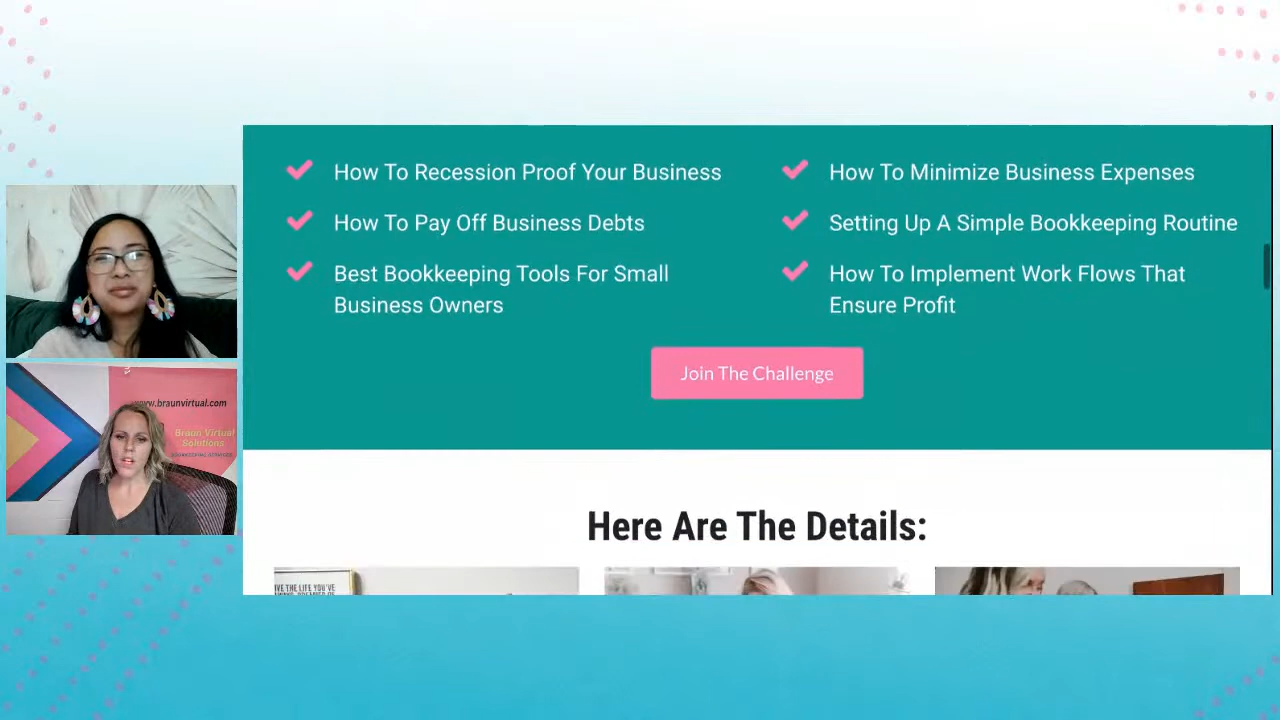 How To Recession Proof Your Business
How To Minimize Business Expenses
How To Pay Off Business Debts
Setting Up A Simple Bookkeeping Routine
Best Bookkeeping Tools For Small
Business Owners
How To Implement Work Flows That
Ensure Profit
Join The Challenge
Here Are The Details:
www.braunvirtual.com
Braun Virtual
Solutions
BOOKKEEPING SERVICES